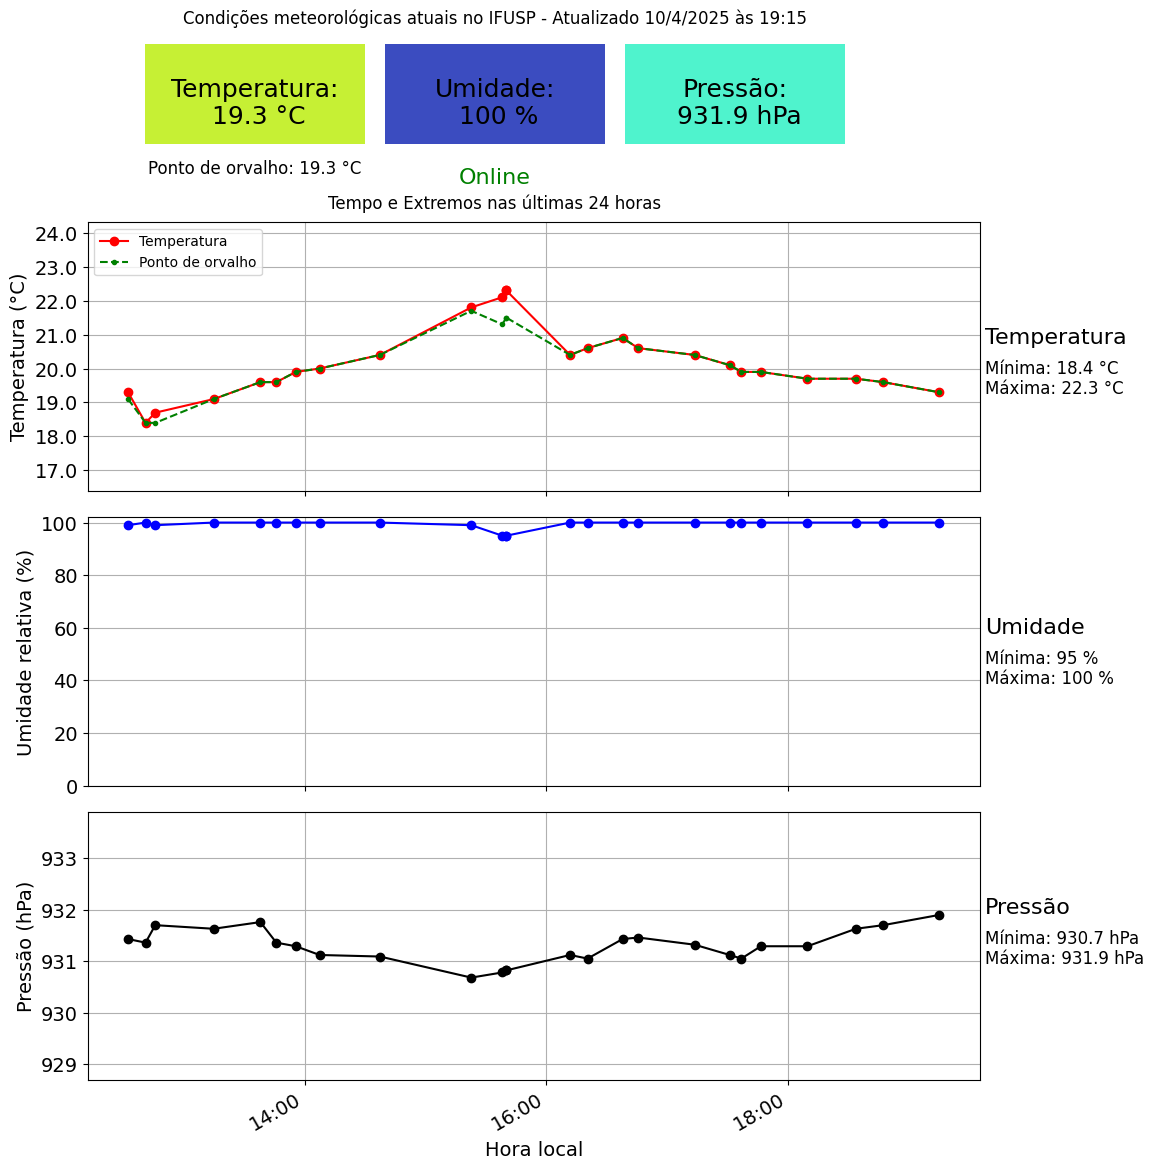 Condições meteorológicas atuais no IFUSP - Atualizado 10/4/2025 às 19:15
Temperatura:
19.3 °C
Umidade:
100 %
Pressão:
931.9 hPa
Ponto de orvalho: 19.3 °C
Online
Tempo e Extremos nas últimas 24 horas
Temperatura (°C)
24.0
23.0
22.0
21.0
20.0
19.0
18.0
17.0
Temperatura
Ponto de orvalho
Temperatura
Mínima: 18.4 °C
Máxima: 22.3 °C
Umidade relativa (%)
100
80
60
40
20
0
Umidade
Mínima: 95 %
Máxima: 100 %
Pressão (hPa)
933
932
931
930
929
Pressão
Mínima: 930.7 hPa
Máxima: 931.9 hPa
14:00
16:00
18:00
Hora local